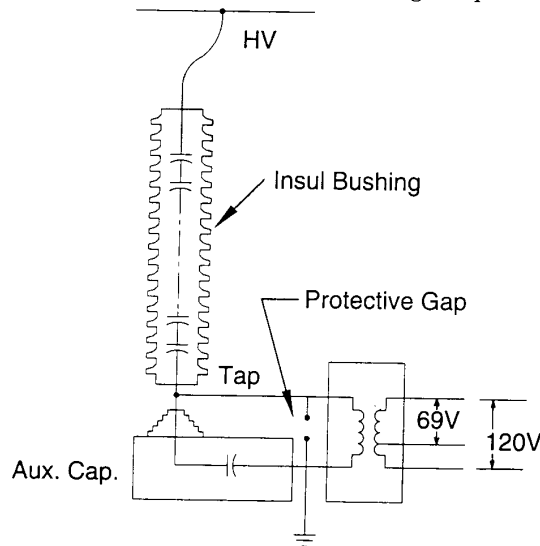 HV
Insul Bushing
Protective Gap
Tap
69V
120V
Aux. Cap.